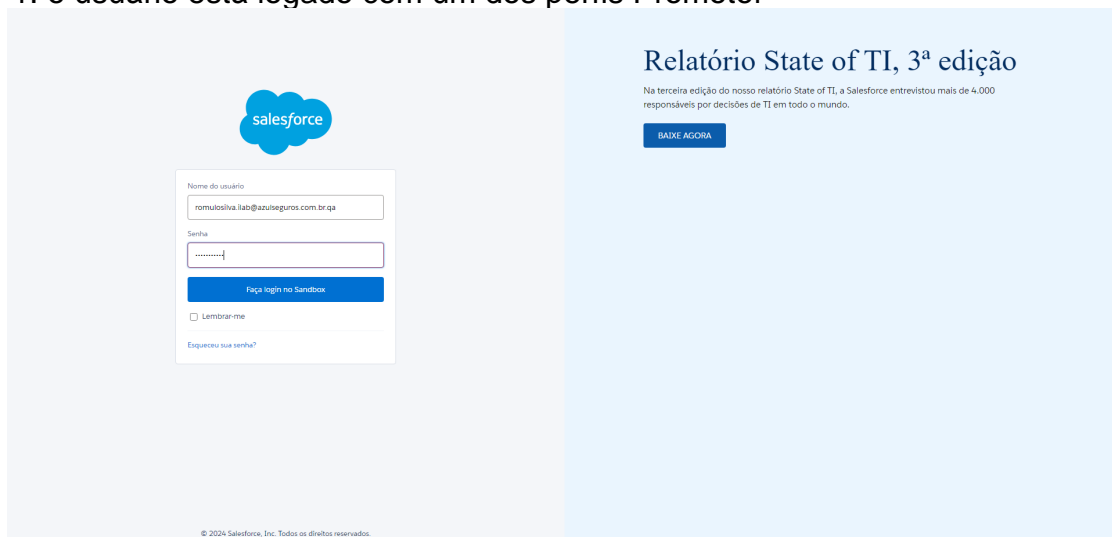 1. o usuário está logado com um dos perfis Promotor
salesforce
Nome do usuário
romulosilva.ilab@azulseguros.com.br.qa
Senha
Faça login no Sandbox
Lembrar-me
Esqueceu sua senha?
© 2024 Salesforce, Inc. Todos os direitos reservados.
Relatório State of TI, 3ª edição
Na terceira edição do nosso relatório State of TI, a Salesforce entrevistou mais de 4.000
responsáveis por decisões de TI em todo o mundo.
BAIXE AGORA